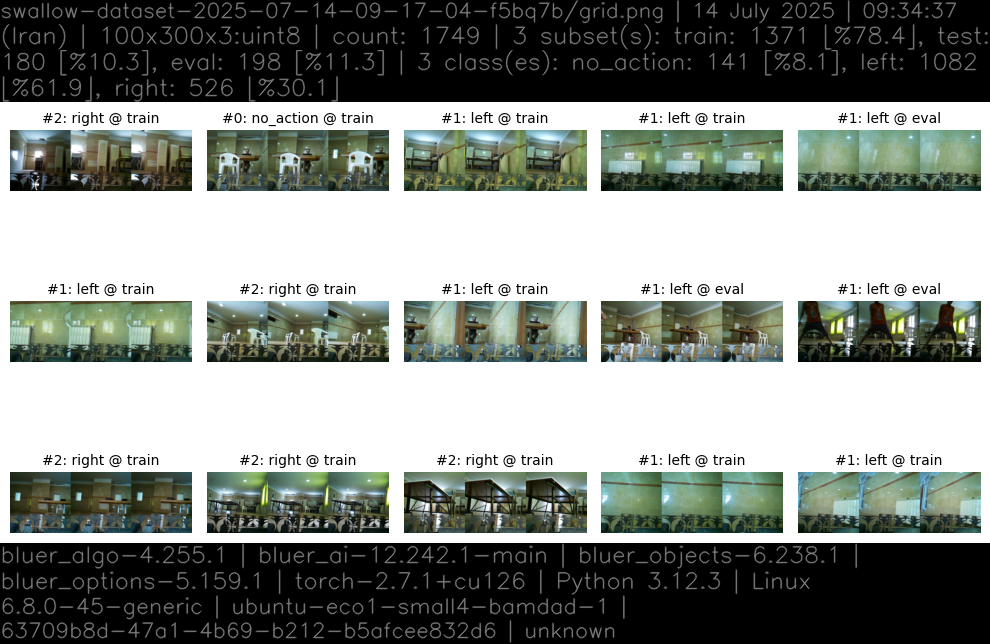 swallow-dataset-2025-07-14-09-17-04-f5bq7b/grid.png | 14 July 2025 | 09:34:37
(Iran) | 100x300x3:uint8 | count: 1749 | 3 subset(s): train: 1371 [%78.4], test:
180 [%10.3], eval: 198 [%11.3] | 3 class(es): no_action: 141 [%8.1], left: 1082
[%61.9], right: 526 [%30.1]
#2: right @ train #0: no_action @ train #1: left @ train #1: left @ train #1: left @ eval
#1: left @ train #2: right @ train #1: left @ train #1: left @ eval #1: left @ eval
#2: right @ train #2: right @ train #2: right @ train #1: left @ train #1: left @ train
bluer_algo-4.255.1 | bluer_ai-12.242.1-main | bluer_objects-6.238.1 |
bluer_options-5.159.1 | torch-2.7.1+cu126 | Python 3.12.3 | Linux
6.8.0-45-generic | ubuntu-eco1-small4-bamdad-1 |
63709b8d-47a1-4b69-b212-b5afcee832d6 | unknown